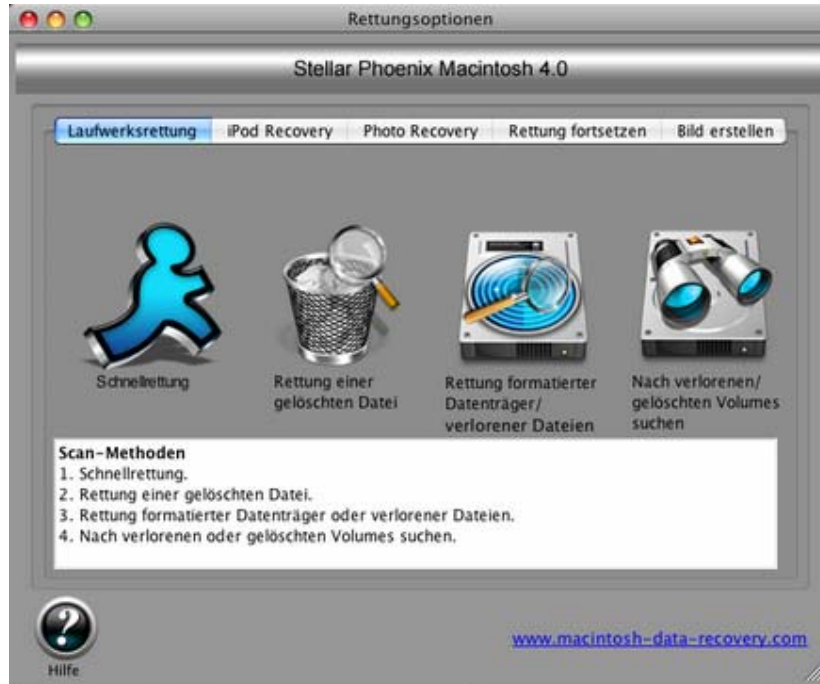 Rettungsoptionen
Stellar Phoenix Macintosh 4.0
Laufwerksrettung iPod Recovery Photo Recovery Rettung fortsetzen Bild erstellen
Schnellrettung
Rettung einer
gelöschten Datei
Rettung formatierter
Datenträger/
verlorener Dateien
Nach verlorenen/
gelöschten Volumes
suchen
Scan-Methoden
1. Schnellrettung.
2. Rettung einer gelöschten Datei.
3. Rettung formatierter Datenträger oder verlorener Dateien.
4. Nach verlorenen oder gelöschten Volumes suchen.
?
Hilfe
www.macintosh-data-recovery.com